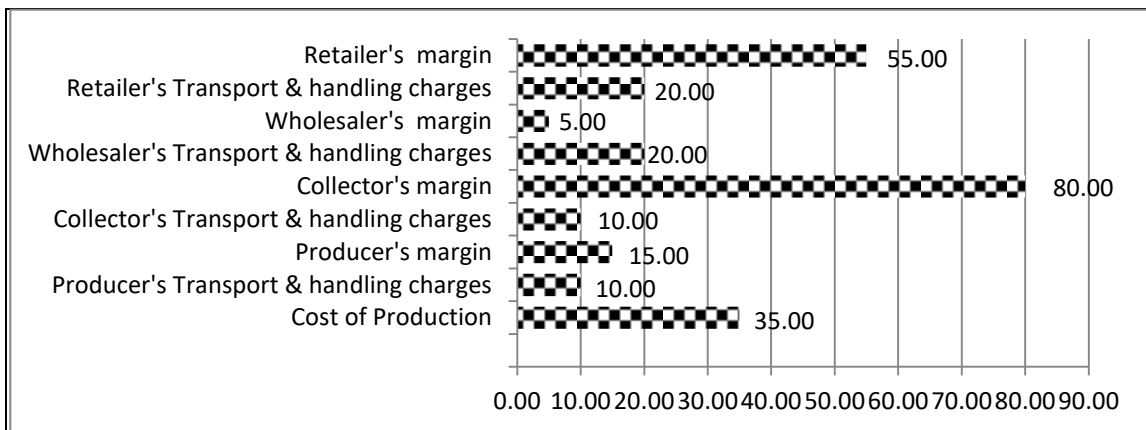 Retailer's  margin 55.00
Retailer's Transport & handling charges 20.00
Wholesaler's  margin 5.00
Wholesaler's Transport & handling charges 20.00
Collector's margin 80.00
Collector's Transport & handling charges 10.00
Producer's margin 15.00
Producer's Transport & handling charges 10.00
Cost of Production 35.00
0.00 10.00 20.00 30.00 40.00 50.00 60.00 70.00 80.00 90.00